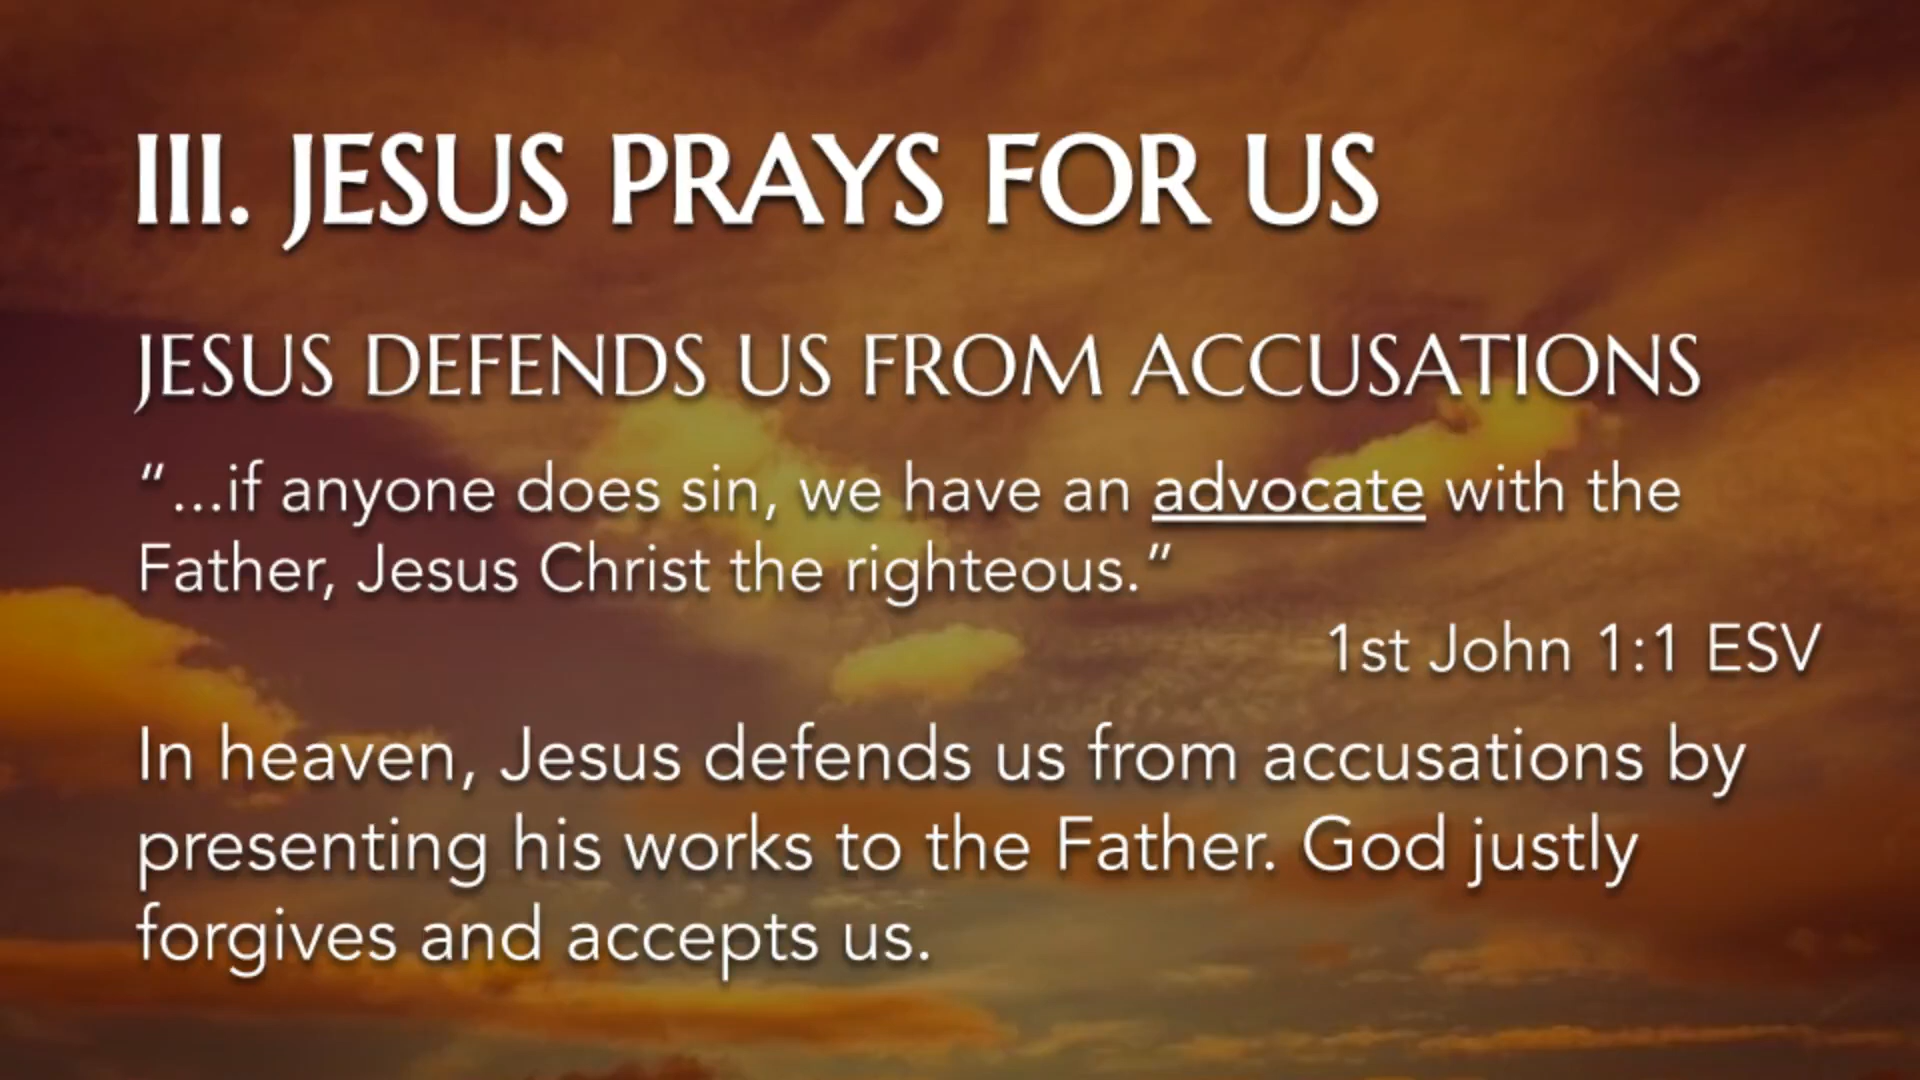 III. JESUS PRAYS FOR US
JESUS DEFENDS US FROM ACCUSATIONS
“...if anyone does sin, we have an advocate with the
Father, Jesus Christ the righteous.”
1st John 1:1 ESV
In heaven, Jesus defends us from accusations by
presenting his works to the Father. God justly
forgives and accepts us.